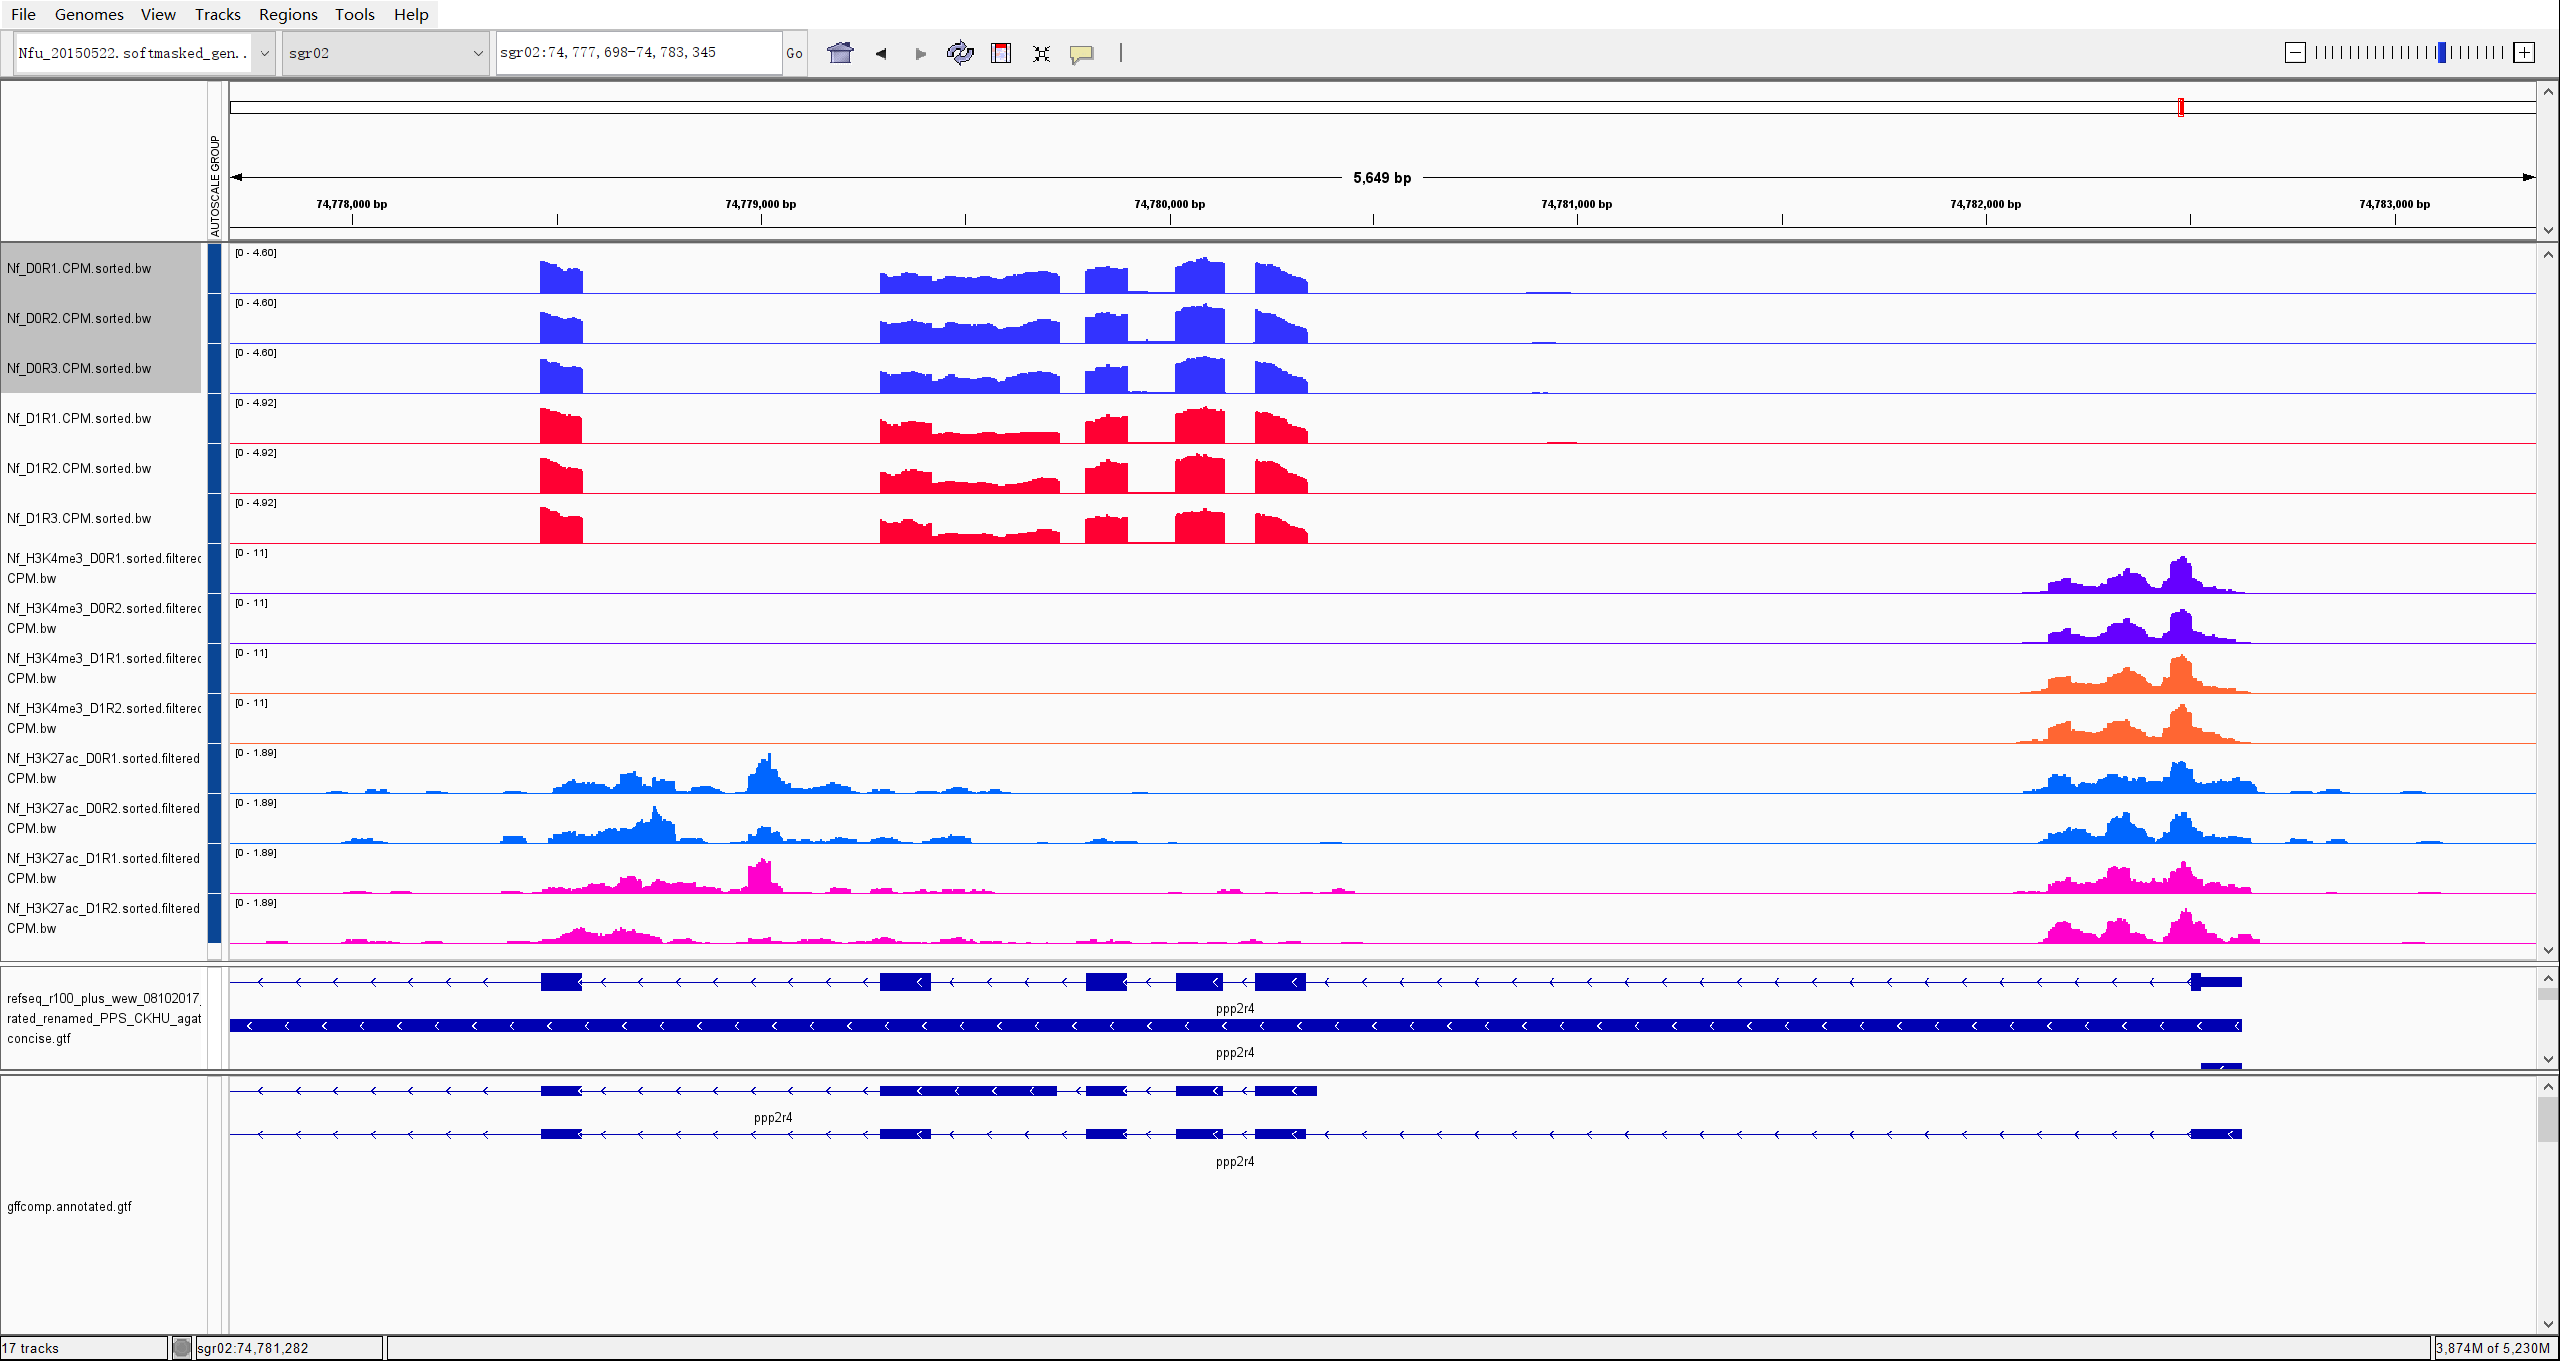 File Genomes View Tracks Regions Tools Help
Nfu_20150522.softmasked_gen.. sgr02 sgr02:74,777,698-74,783,345 Go
AUTOSCALE GROUP
5,649 bp
74,778,000 bp 74,779,000 bp 74,780,000 bp 74,781,000 bp 74,782,000 bp 74,783,000 bp
Nf_D0R1.CPM.sorted.bw [0 - 4.60]
Nf_D0R2.CPM.sorted.bw [0 - 4.60]
Nf_D0R3.CPM.sorted.bw [0 - 4.60]
Nf_D1R1.CPM.sorted.bw [0 - 4.92]
Nf_D1R2.CPM.sorted.bw [0 - 4.92]
Nf_D1R3.CPM.sorted.bw [0 - 4.92]
Nf_H3K4me3_D0R1.sorted.filtered [0 - 11]
CPM.bw
Nf_H3K4me3_D0R2.sorted.filtered [0 - 11]
CPM.bw
Nf_H3K4me3_D1R1.sorted.filtered [0 - 11]
CPM.bw
Nf_H3K4me3_D1R2.sorted.filtered [0 - 11]
CPM.bw
Nf_H3K27ac_D0R1.sorted.filtered [0 - 1.89]
CPM.bw
Nf_H3K27ac_D0R2.sorted.filtered [0 - 1.89]
CPM.bw
Nf_H3K27ac_D1R1.sorted.filtered [0 - 1.89]
CPM.bw
Nf_H3K27ac_D1R2.sorted.filtered [0 - 1.89]
CPM.bw
refseq_r100_plus_wew_08102017_
rated_renamed_PPS_CKHU_agat
concise.gtf
ppp2r4
ppp2r4
gffcomp.annotated.gtf
ppp2r4
ppp2r4
17 tracks sgr02:74,781,282 3,874M of 5,230M